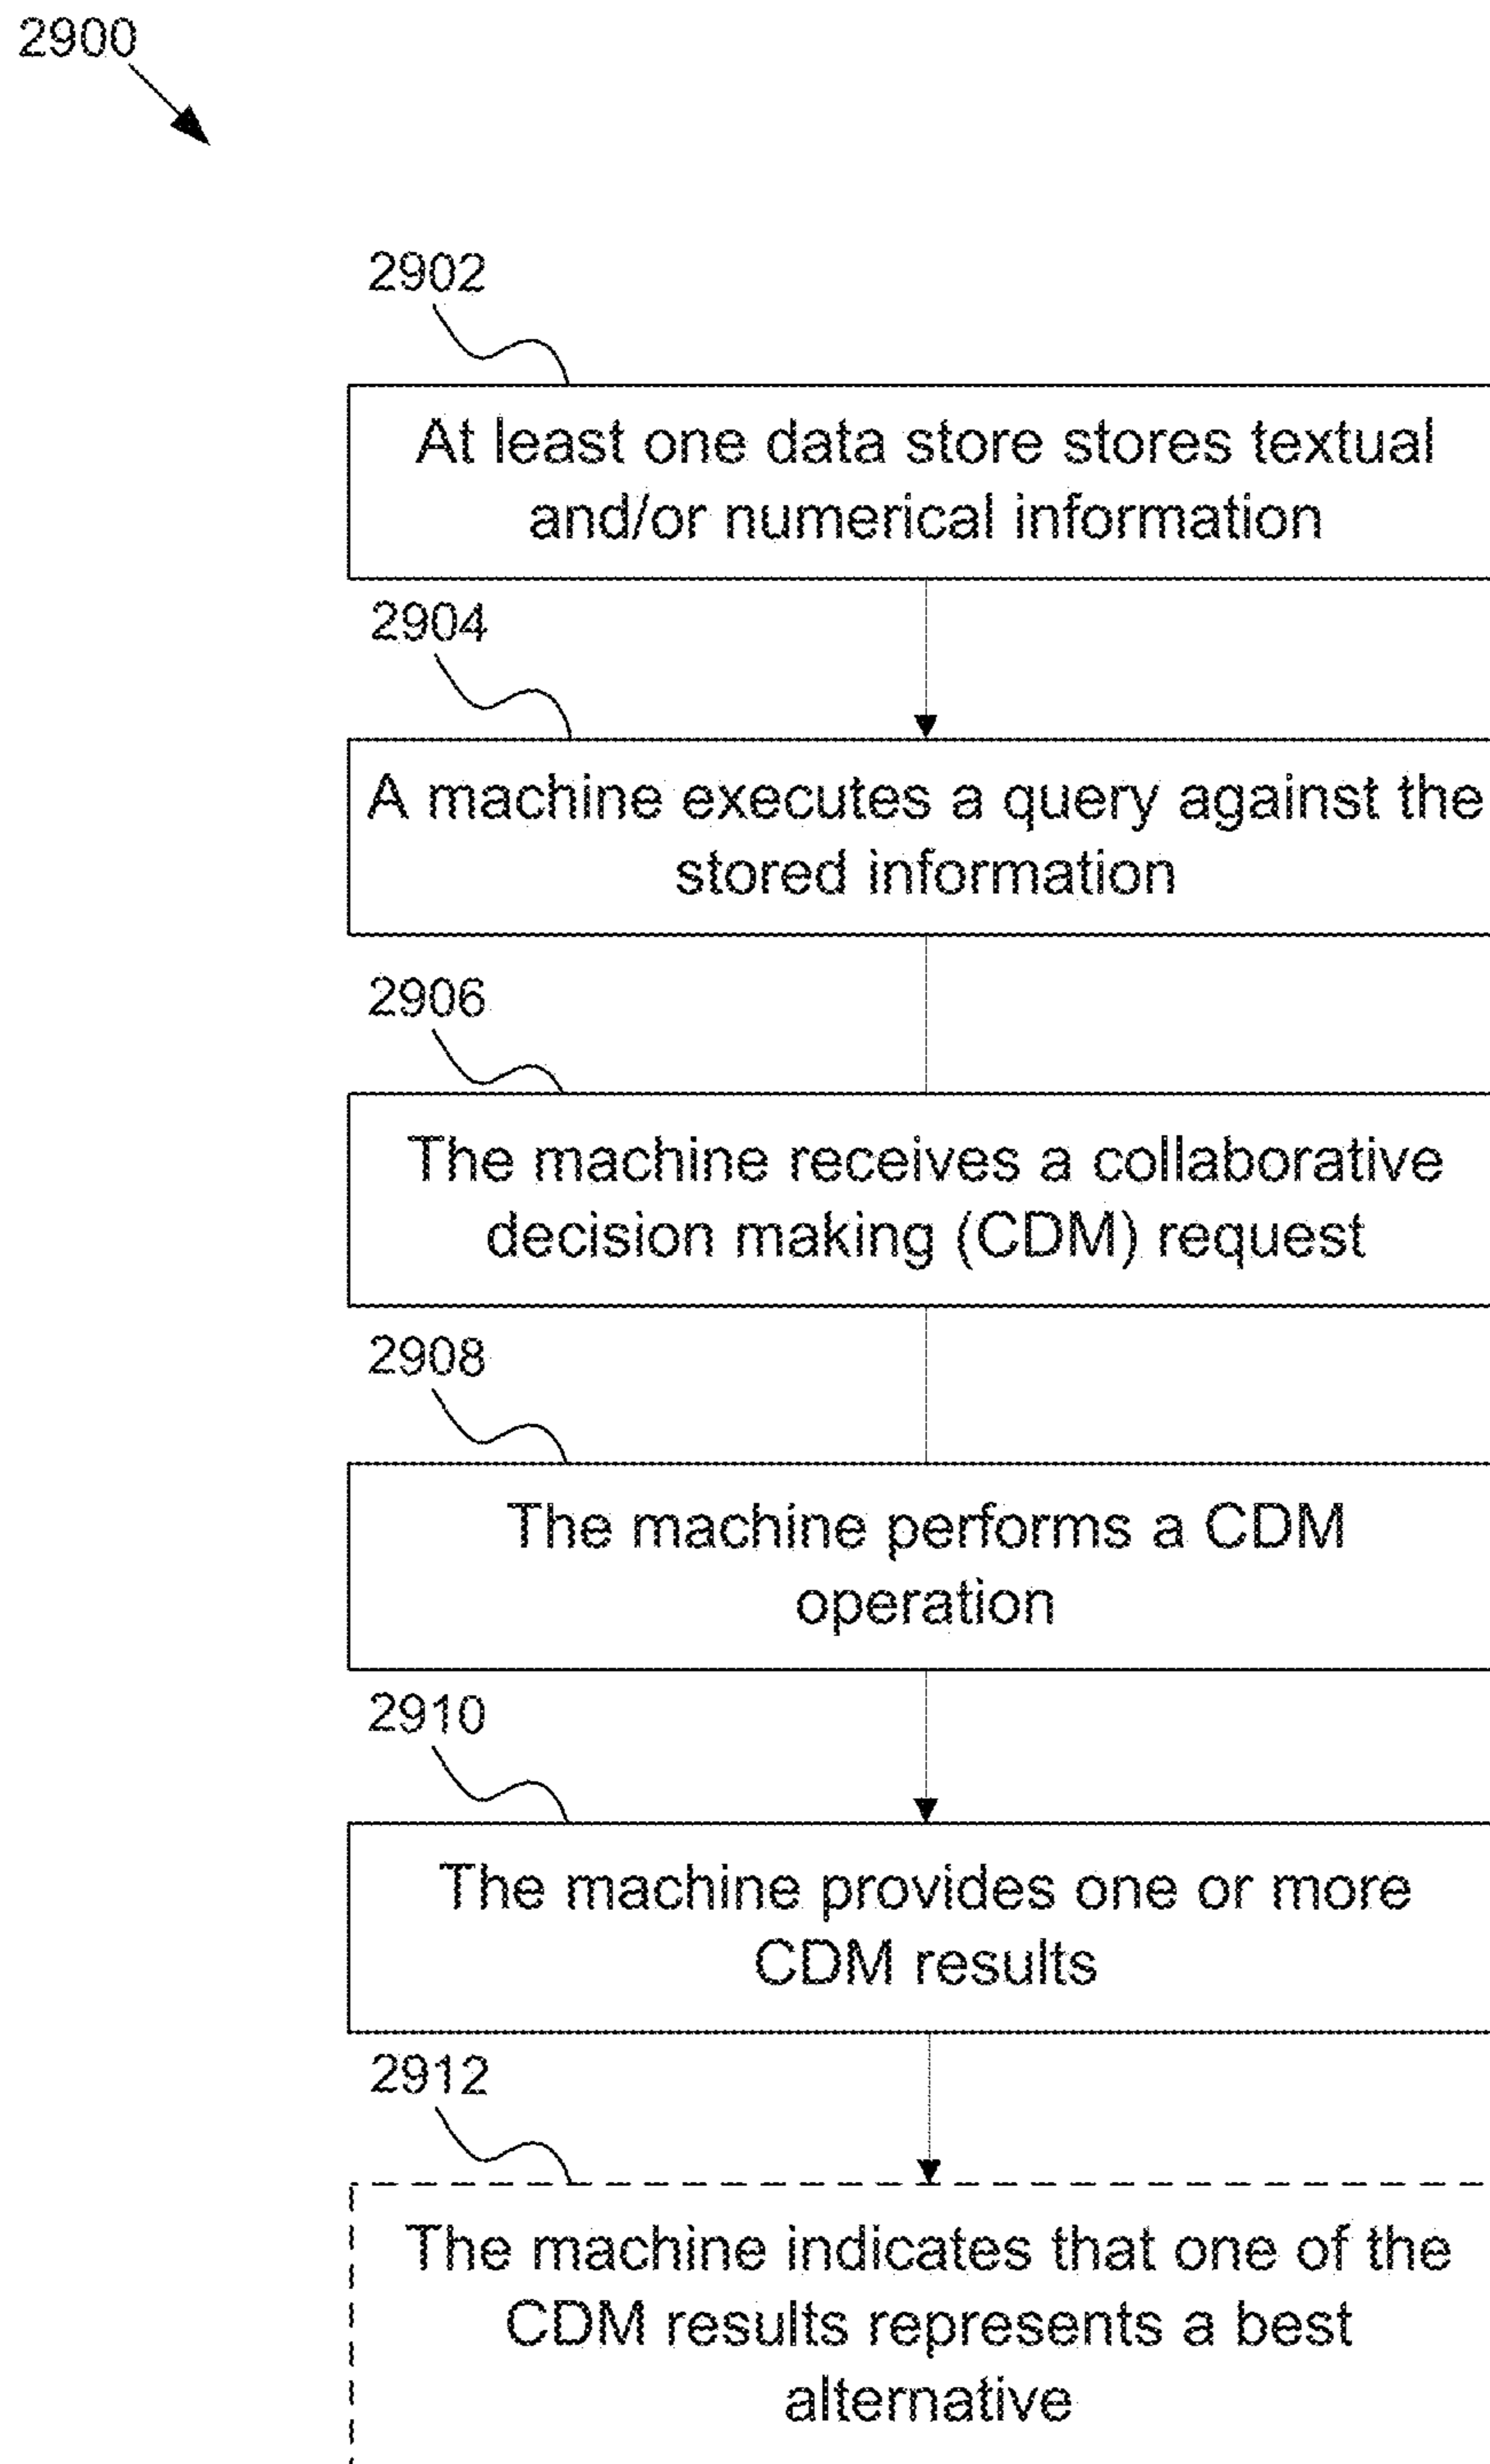 2900
2902
At least one data store stores textual
and/or numerical information
2904
A machine executes a query against the
stored information
2906
The machine receives a collaborative
decision making (CDM) request
2908
The machine performs a CDM
operation
2910
The machine provides one or more
CDM results
2912
The machine indicates that one of the
CDM results represents a best
alternative